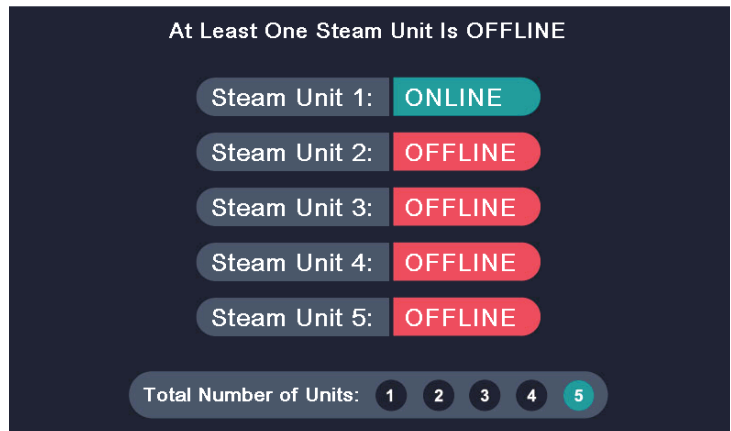 At Least One Steam Unit Is OFFLINE
Steam Unit 1: ONLINE
Steam Unit 2: OFFLINE
Steam Unit 3: OFFLINE
Steam Unit 4: OFFLINE
Steam Unit 5: OFFLINE
Total Number of Units: 1 2 3 4 5